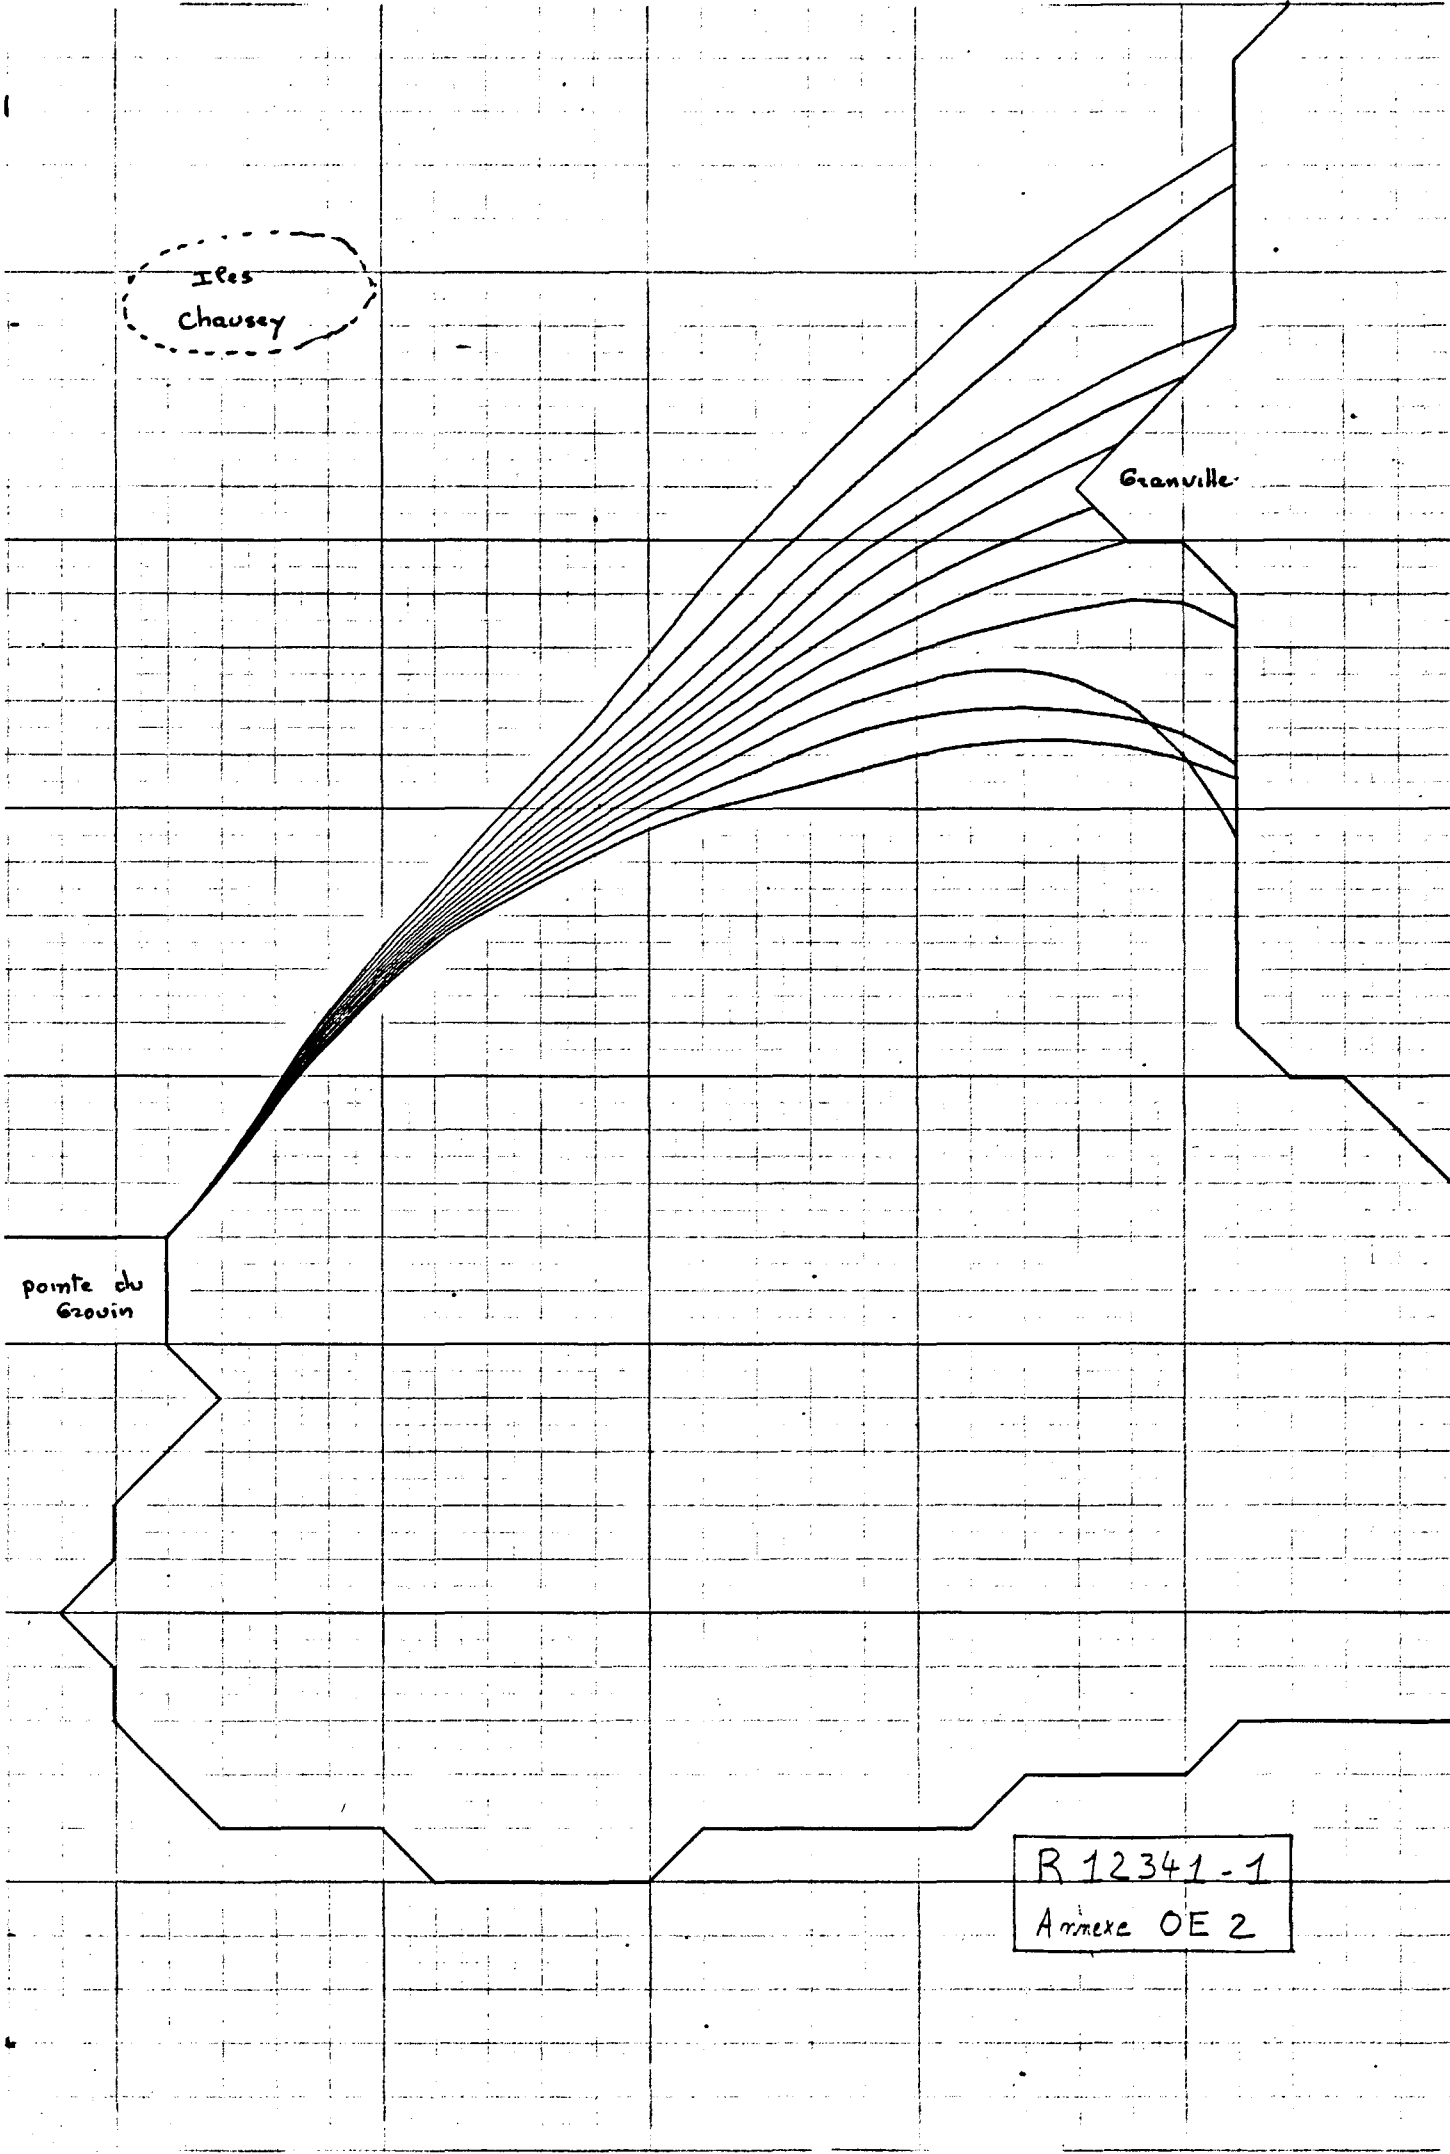 Iles
Chausey
Granville
pointe du
Grouin
R 12341-1
Annexe OE 2